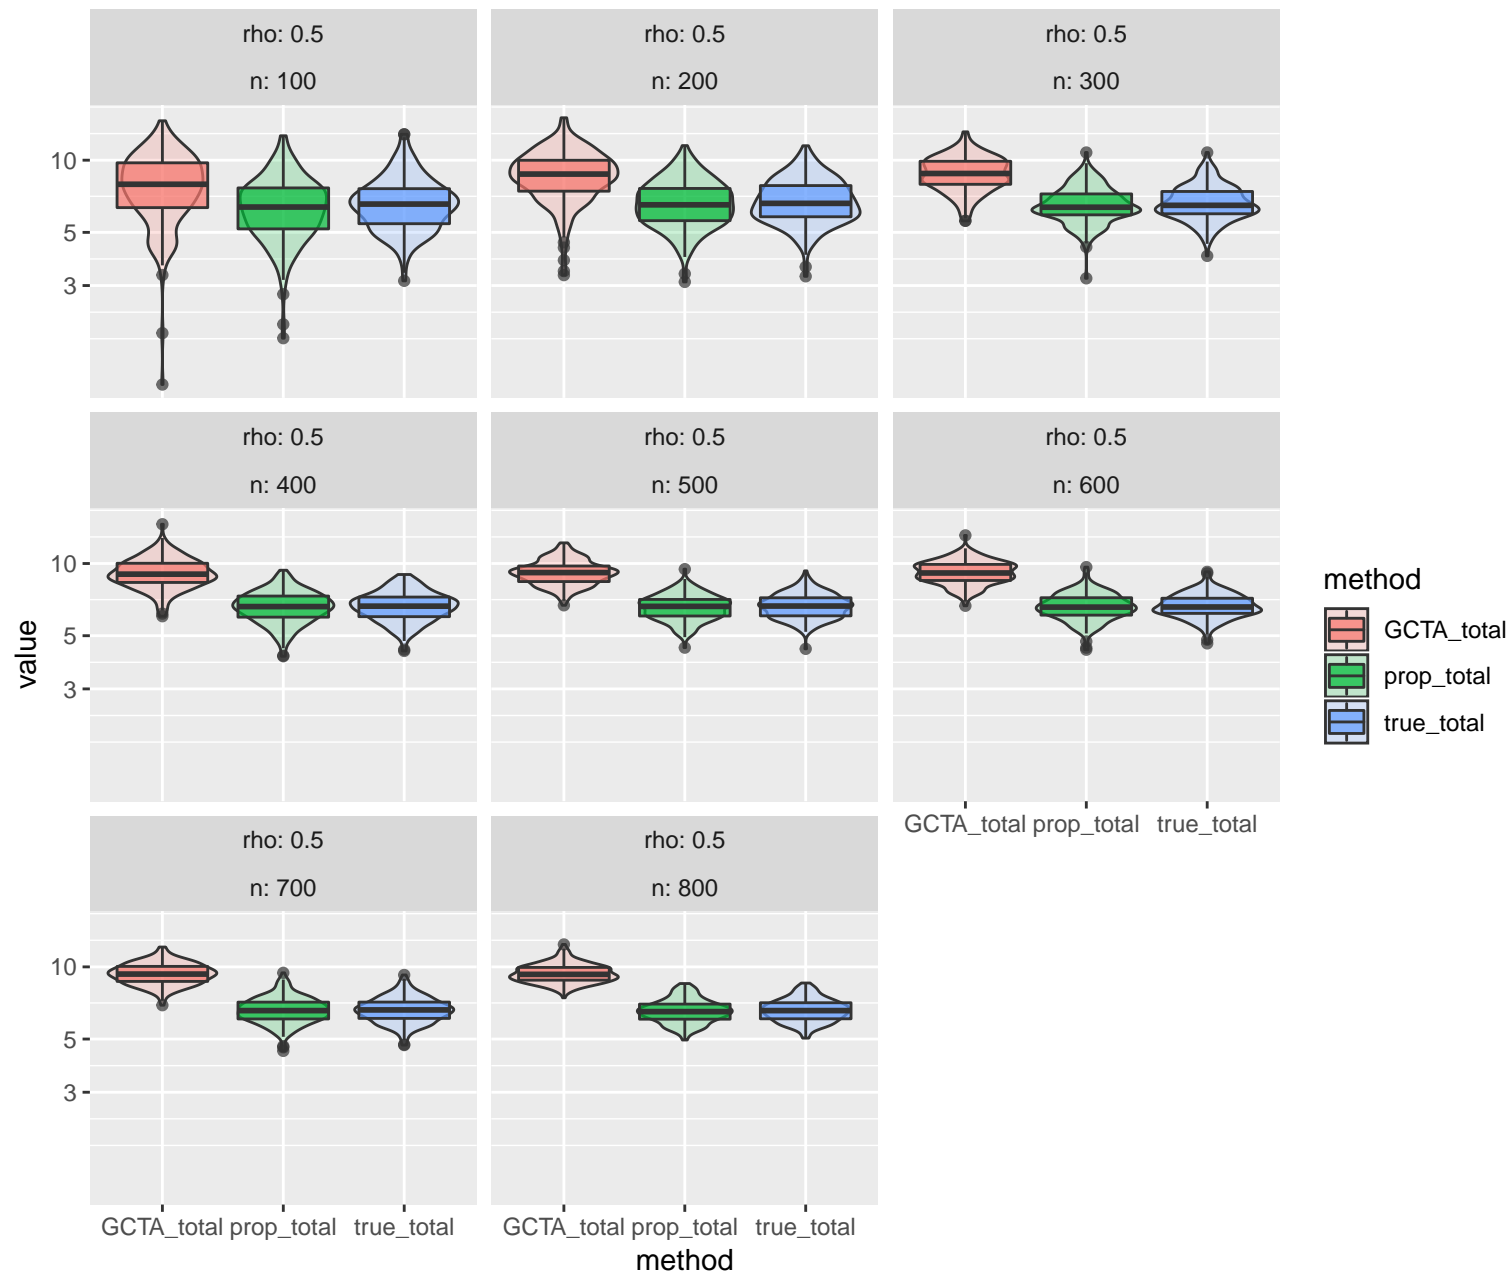 rho: 0.5
rho: 0.5
rho: 0.5
n: 100
n: 200
n: 300
10
5
3
rho: 0.5
rho: 0.5
rho: 0.5
n: 400
n: 500
n: 600
10
5
3
value
GCTA_total prop_total true_total
rho: 0.5
rho: 0.5
n: 700
n: 800
10
5
3
GCTA_total prop_total true_total
GCTA_total prop_total true_total
method
method
GCTA_total
prop_total
true_total